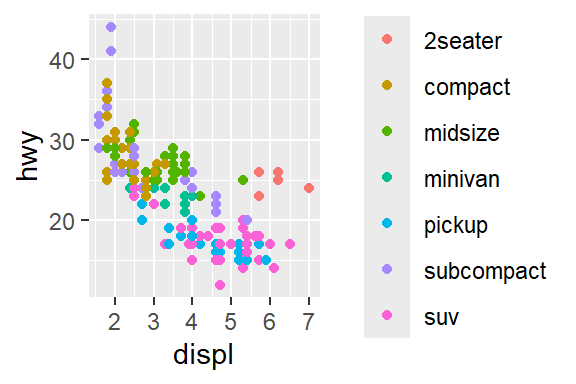 hwy
40
30
20
2 3 4 5 6 7
displ
2seater
compact
midsize
minivan
pickup
subcompact
suv